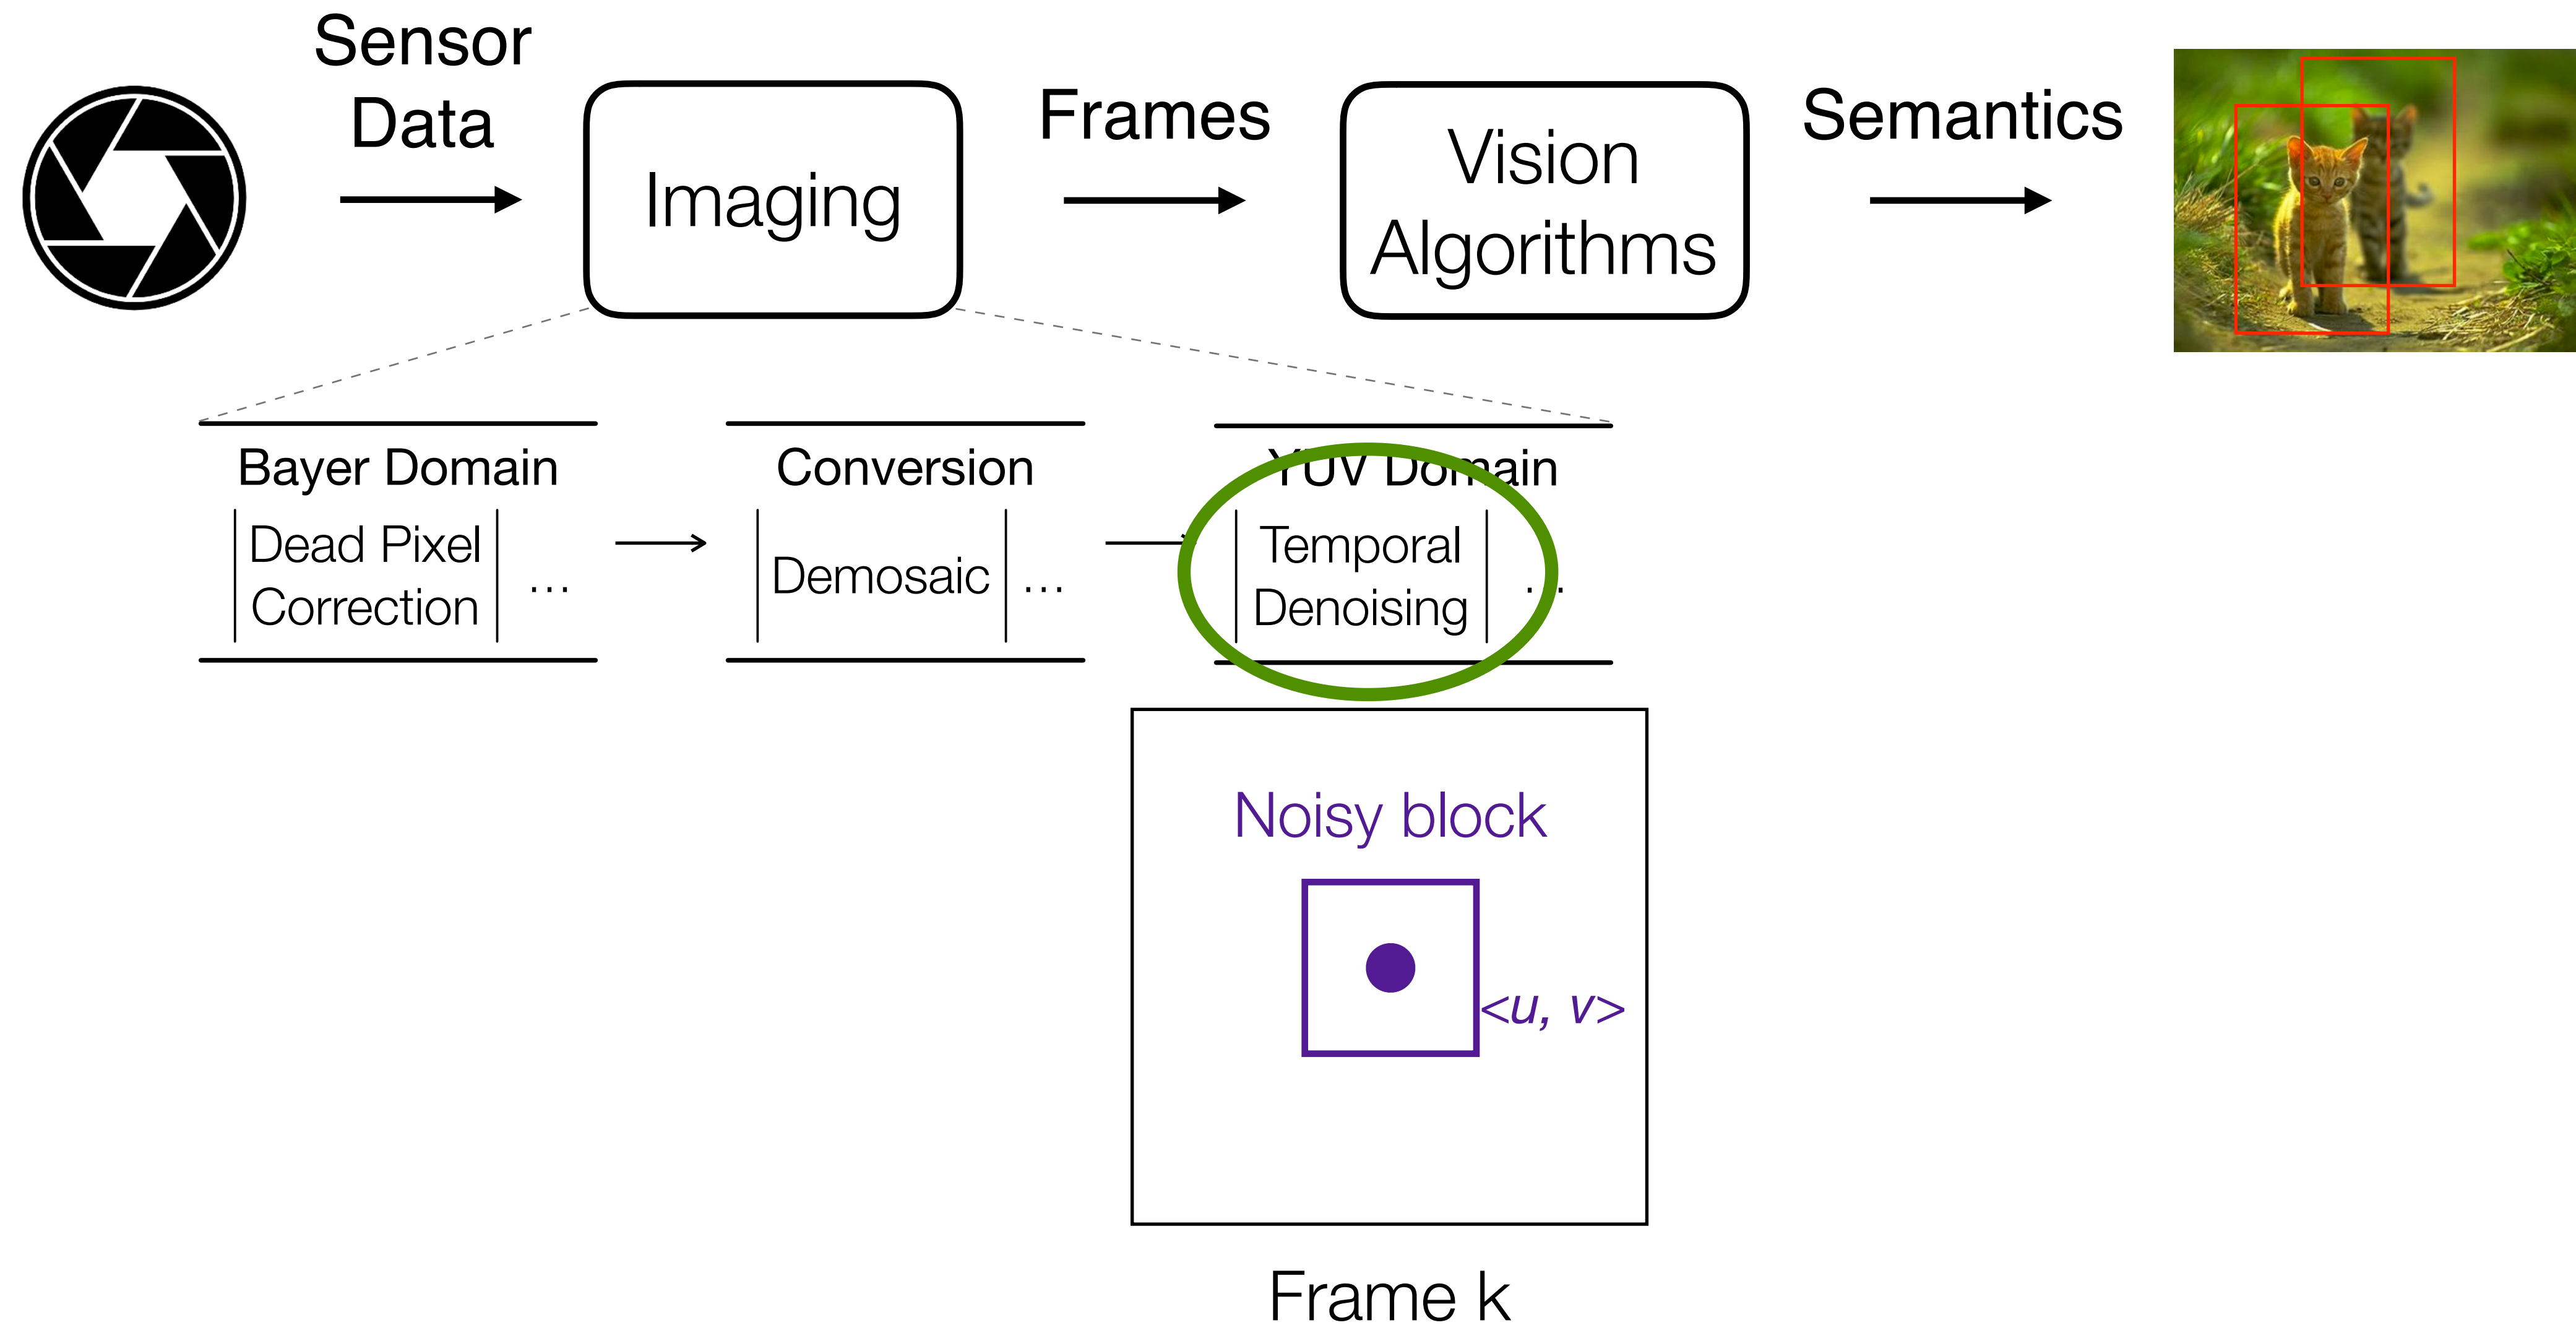 Sensor
Data
Imaging
Frames
Vision
Algorithms
Semantics
Bayer Domain
Dead Pixel
Correction
...
Conversion
Demosaic
...
YUV Domain
Temporal
Denoising
...
Noisy block
<u, v>
Frame k